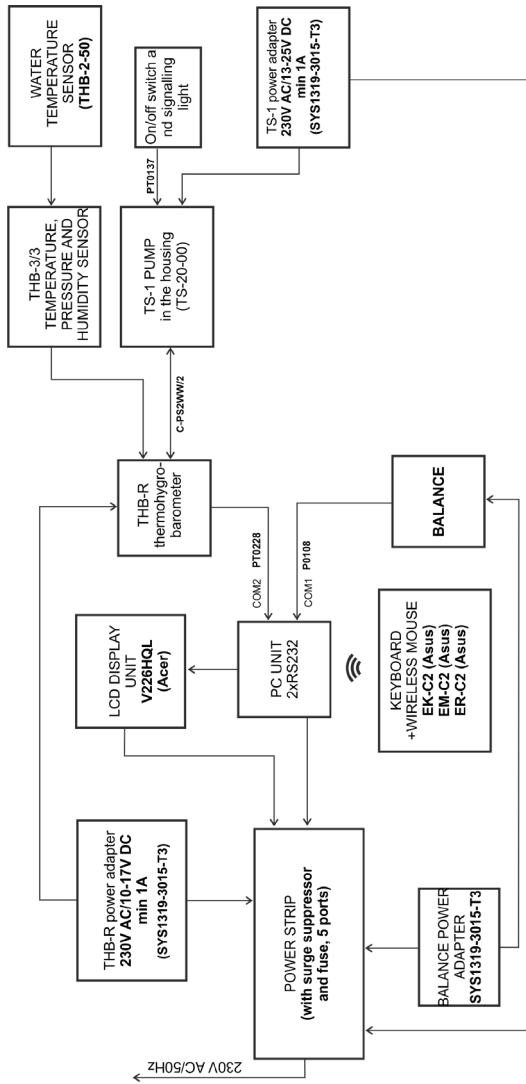 WATER
TEMPERATURE
SENSOR
(THB-2-50)
On/off switch a
nd signalling
light
TS-1 power adapter
230V AC/13-25V DC
min 1A
(SYS1319-3015-T3)
PT0137
THB-3/3
TEMPERATURE,
PRESSURE AND
HUMIDITY SENSOR
TS-1 PUMP
in the housing
(TS-20-00)
C-PS2WW/2
THB-R
thermohygro-
barometer
BALANCE
COM2 PT0228
COM1 P0108
LCD DISPLAY
UNIT
V226HQL
(Acer)
PC UNIT
2xRS232
KEYBOARD
+WIRELESS MOUSE
EK-C2 (Asus)
EM-C2 (Asus)
ER-C2 (Asus)
THB-R power adapter
230V AC/10-17V DC
min 1A
(SYS1319-3015-T3)
POWER STRIP
(with surge suppressor
and fuse, 5 ports)
BALANCE POWER
ADAPTER
SYS1319-3015-T3
230V AC/50Hz